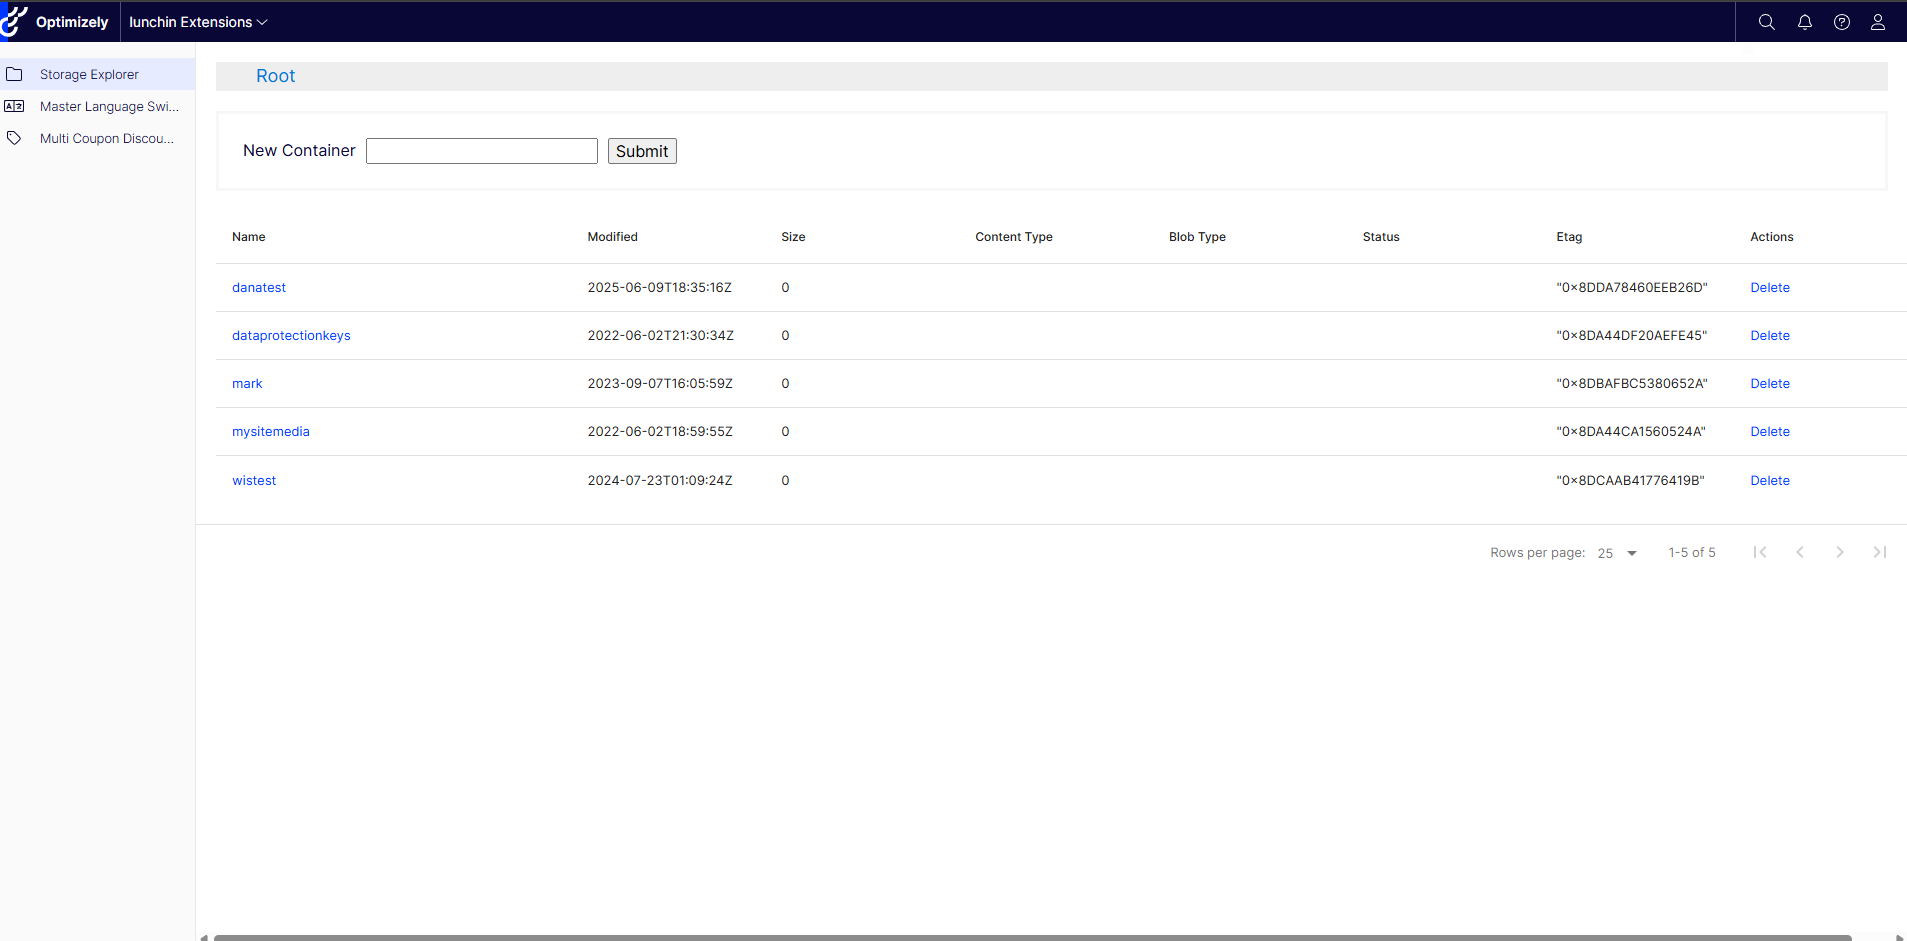 Optimizely lunchin Extensions
Storage Explorer
Master Language Swi...
Multi Coupon Discou...
Root
New Container Submit
Name Modified Size Content Type Blob Type Status Etag Actions
danatest 2025-06-09T18:35:16Z 0 "0x8DDA78460EEB26D" Delete
dataprotectionkeys 2022-06-02T21:30:34Z 0 "0x8DA44DF20AEFE45" Delete
mark 2023-09-07T16:05:59Z 0 "0x8DBAFBC5380652A" Delete
mysitemedia 2022-06-02T18:59:55Z 0 "0x8DA44CA1560524A" Delete
wistest 2024-07-23T01:09:24Z 0 "0x8DCAAB41776419B" Delete
Rows per page: 25 1-5 of 5